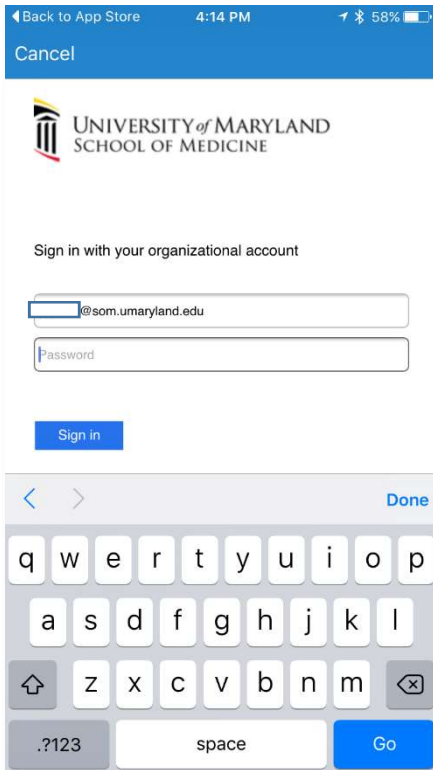 Back to App Store 4:14 PM 58%
Cancel
UNIVERSITY of MARYLAND
SCHOOL OF MEDICINE
Sign in with your organizational account
@som.umaryland.edu
Password
Sign in
Done
q w e r t y u i o p
a s d f g h j k l
z x c v b n m
.?123 space Go